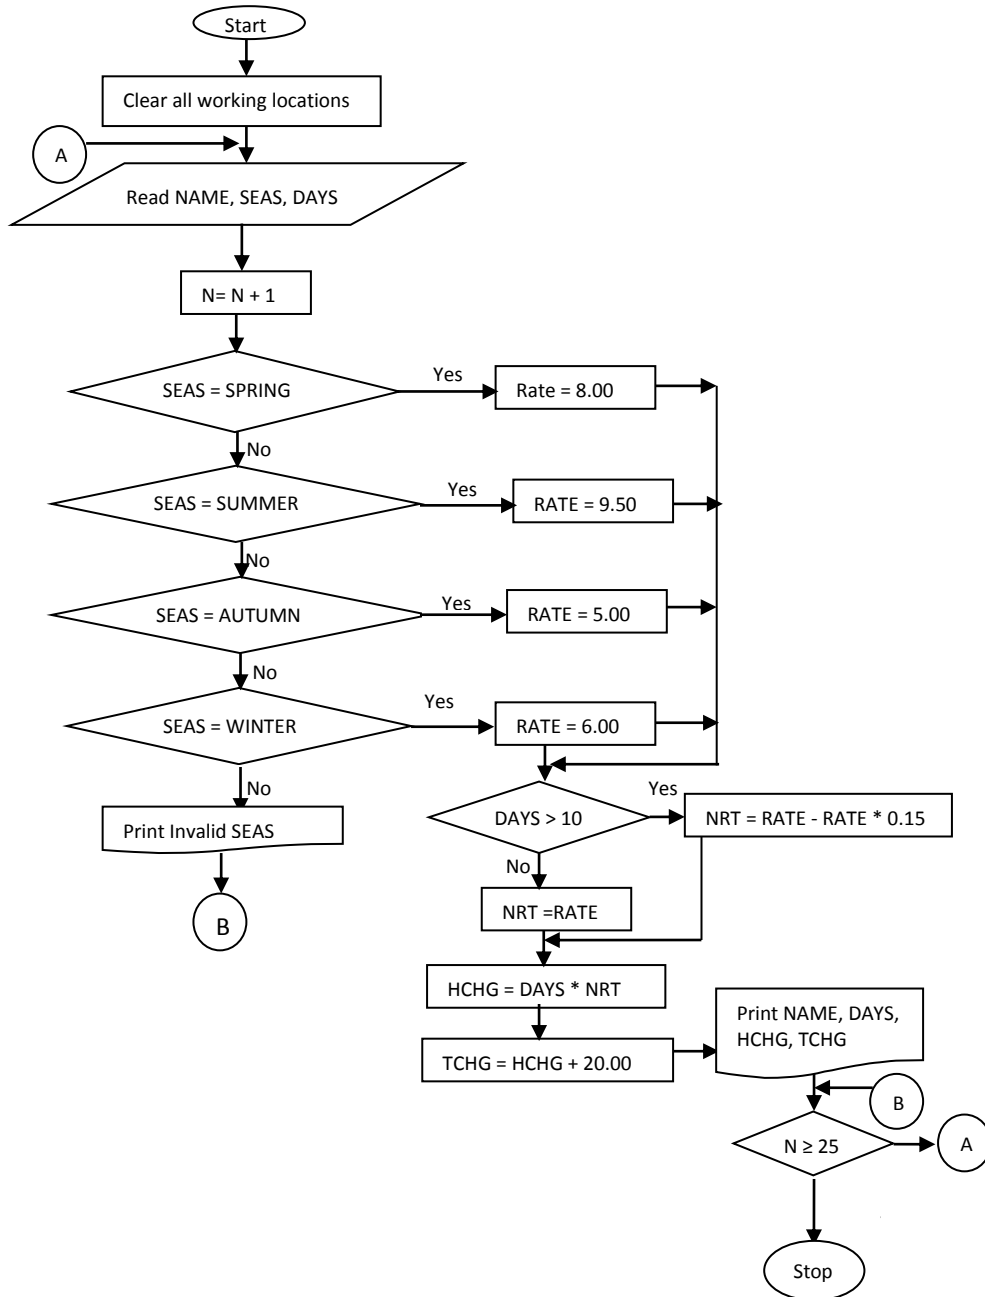 Start
Clear all working locations
A
Read NAME, SEAS, DAYS
N= N + 1
SEAS = SPRING
Yes
Rate = 8.00
No
SEAS = SUMMER
Yes
RATE = 9.50
No
SEAS = AUTUMN
Yes
RATE = 5.00
No
SEAS = WINTER
Yes
RATE = 6.00
No
Print Invalid SEAS
B
DAYS > 10
Yes
NRT = RATE - RATE * 0.15
No
NRT =RATE
HCHG = DAYS * NRT
TCHG = HCHG + 20.00
Print NAME, DAYS,
HCHG, TCHG
B
N ≥ 25
A
Stop